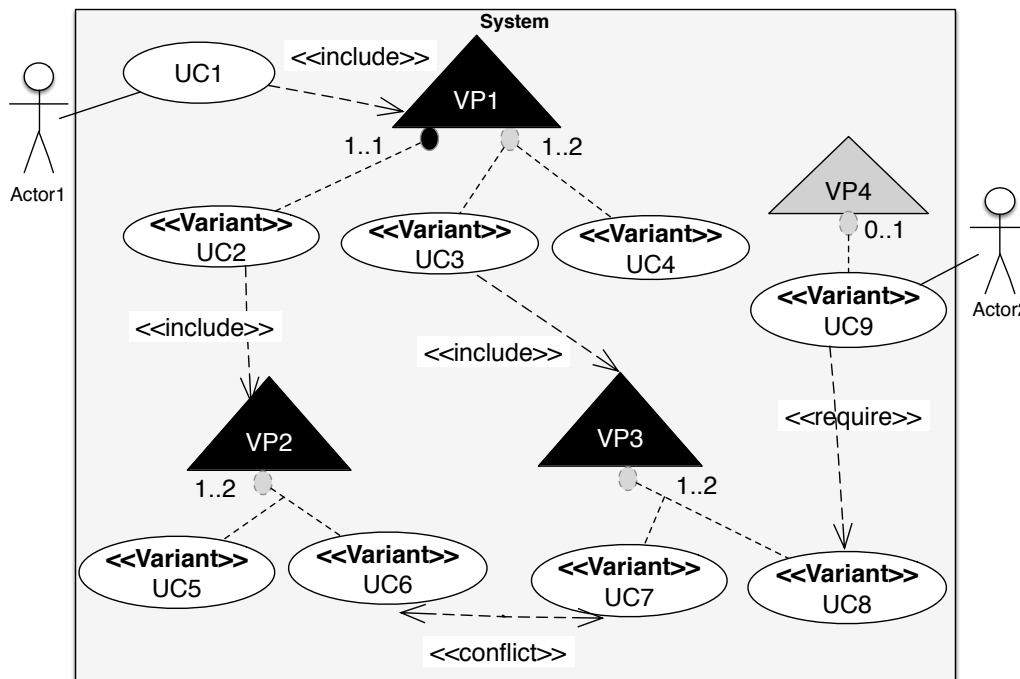 System
<<include>>
UC1
VP1
1..1
1..2
Actor1
VP4
0..1
<<Variant>>
UC2
<<Variant>>
UC3
<<Variant>>
UC4
<<Variant>>
UC9
Actor2
<<include>>
<<include>>
<<require>>
VP2
1..2
VP3
1..2
<<Variant>>
UC5
<<Variant>>
UC6
<<Variant>>
UC7
<<Variant>>
UC8
<<conflict>>